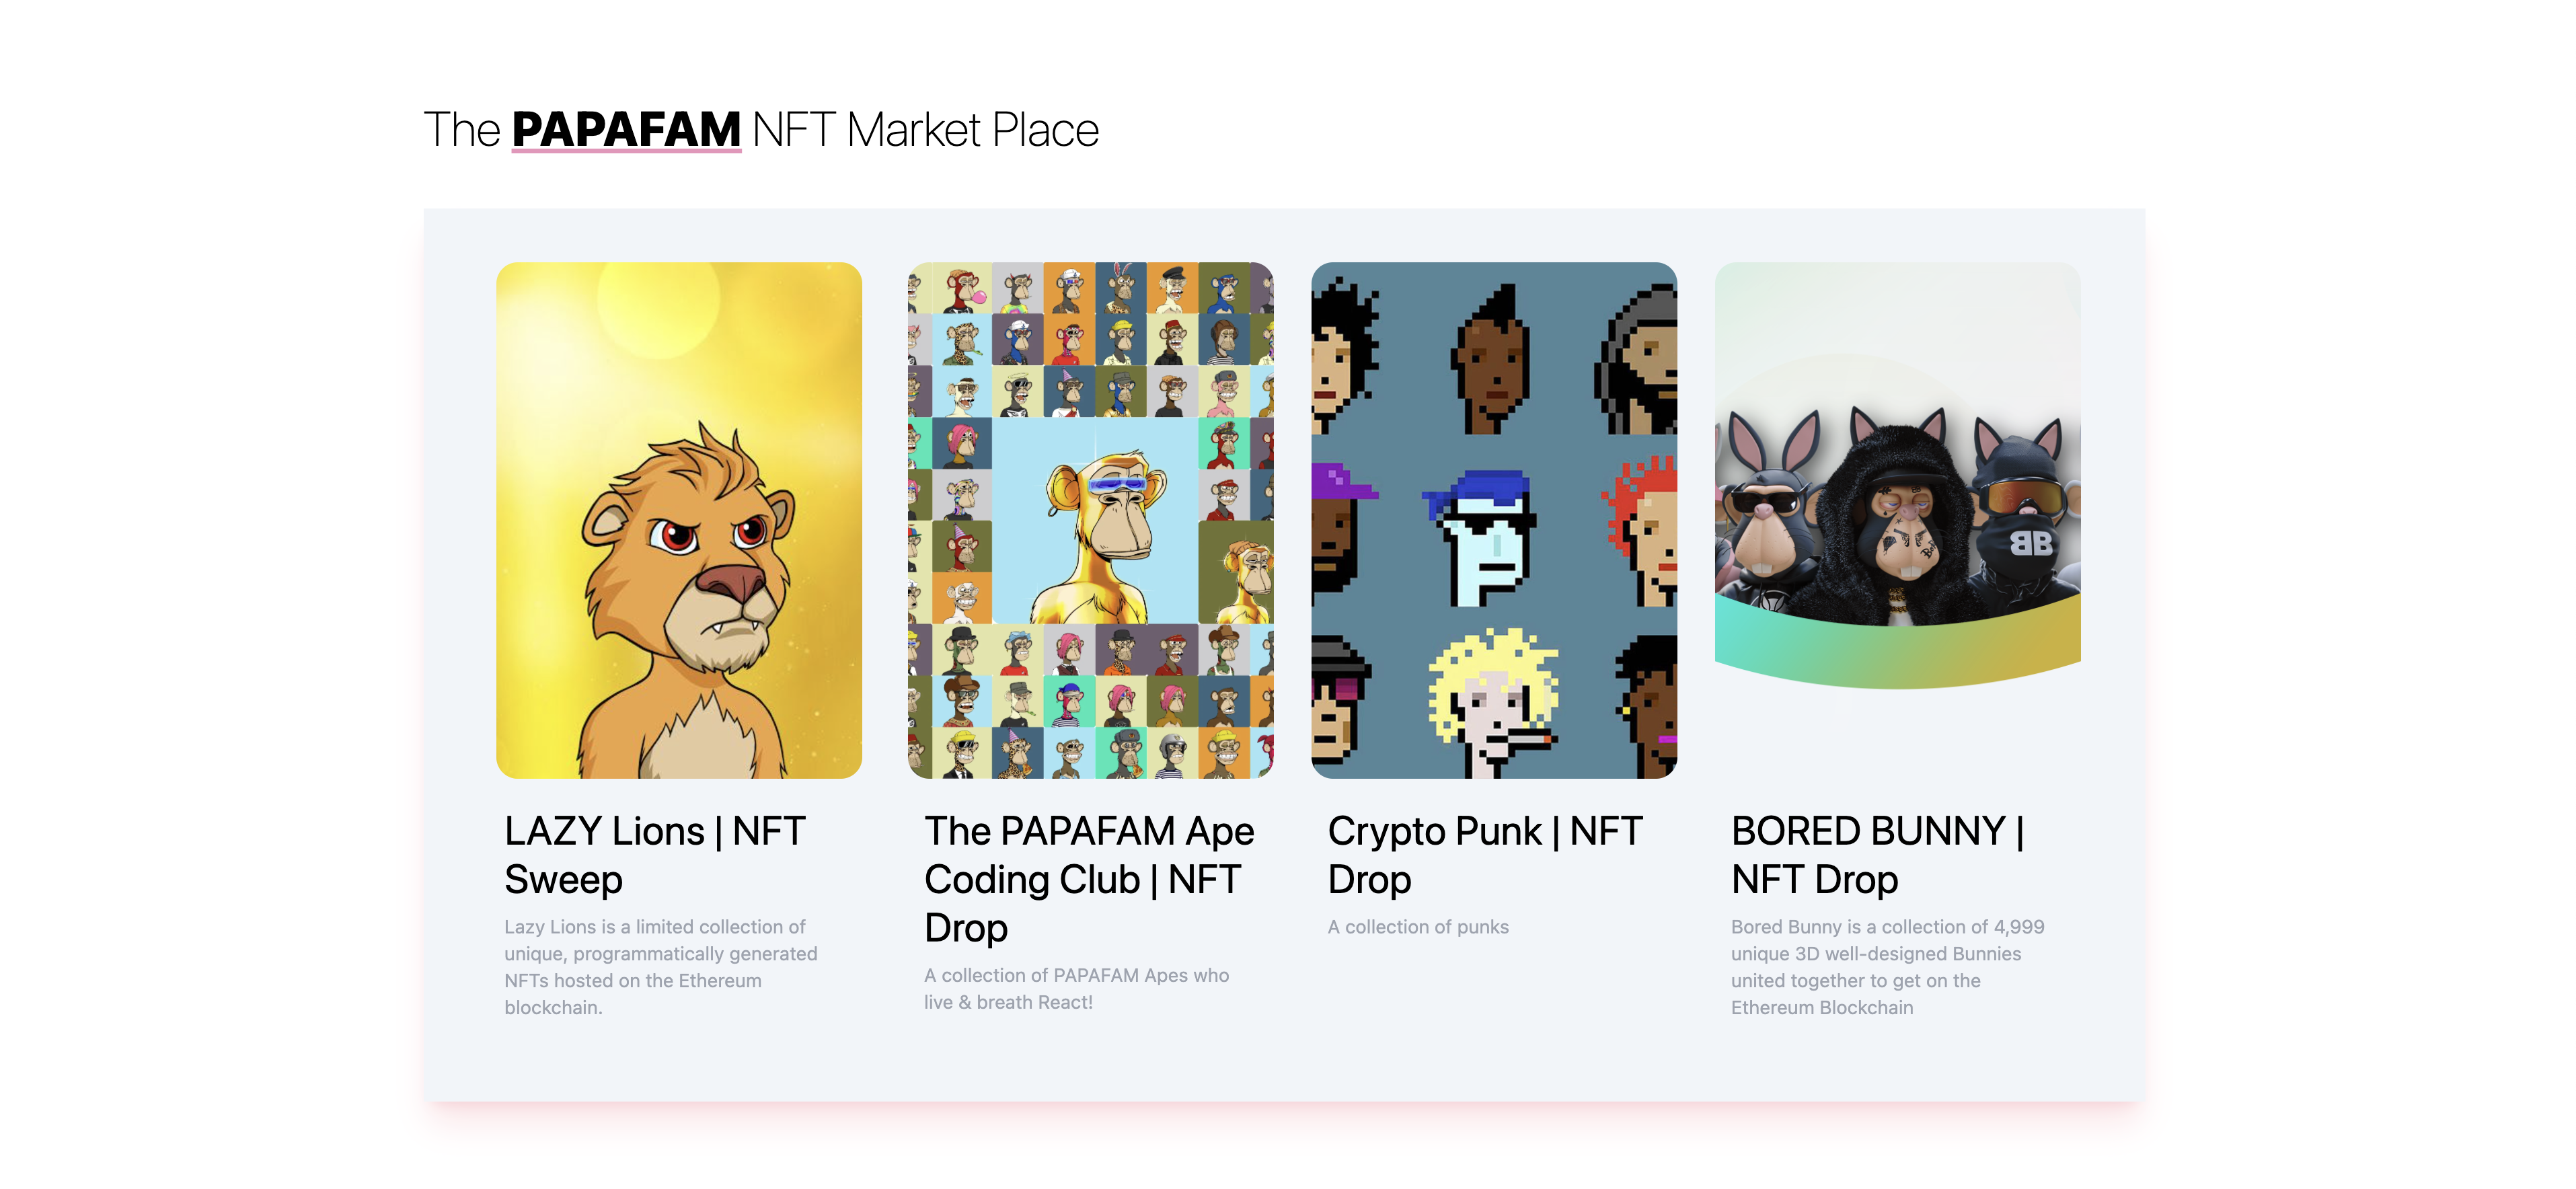 The PAPAFAM NFT Market Place
BB
LAZY Lions | NFT
Sweep
Lazy Lions is a limited collection of
unique, programmatically generated
NFTs hosted on the Ethereum
blockchain.
The PAPAFAM Ape
Coding Club | NFT
Drop
A collection of PAPAFAM Apes who
live & breath React!
Crypto Punk | NFT
Drop
A collection of punks
BORED BUNNY |
NFT Drop
Bored Bunny is a collection of 4,999
unique 3D well-designed Bunnies
united together to get on the
Ethereum Blockchain